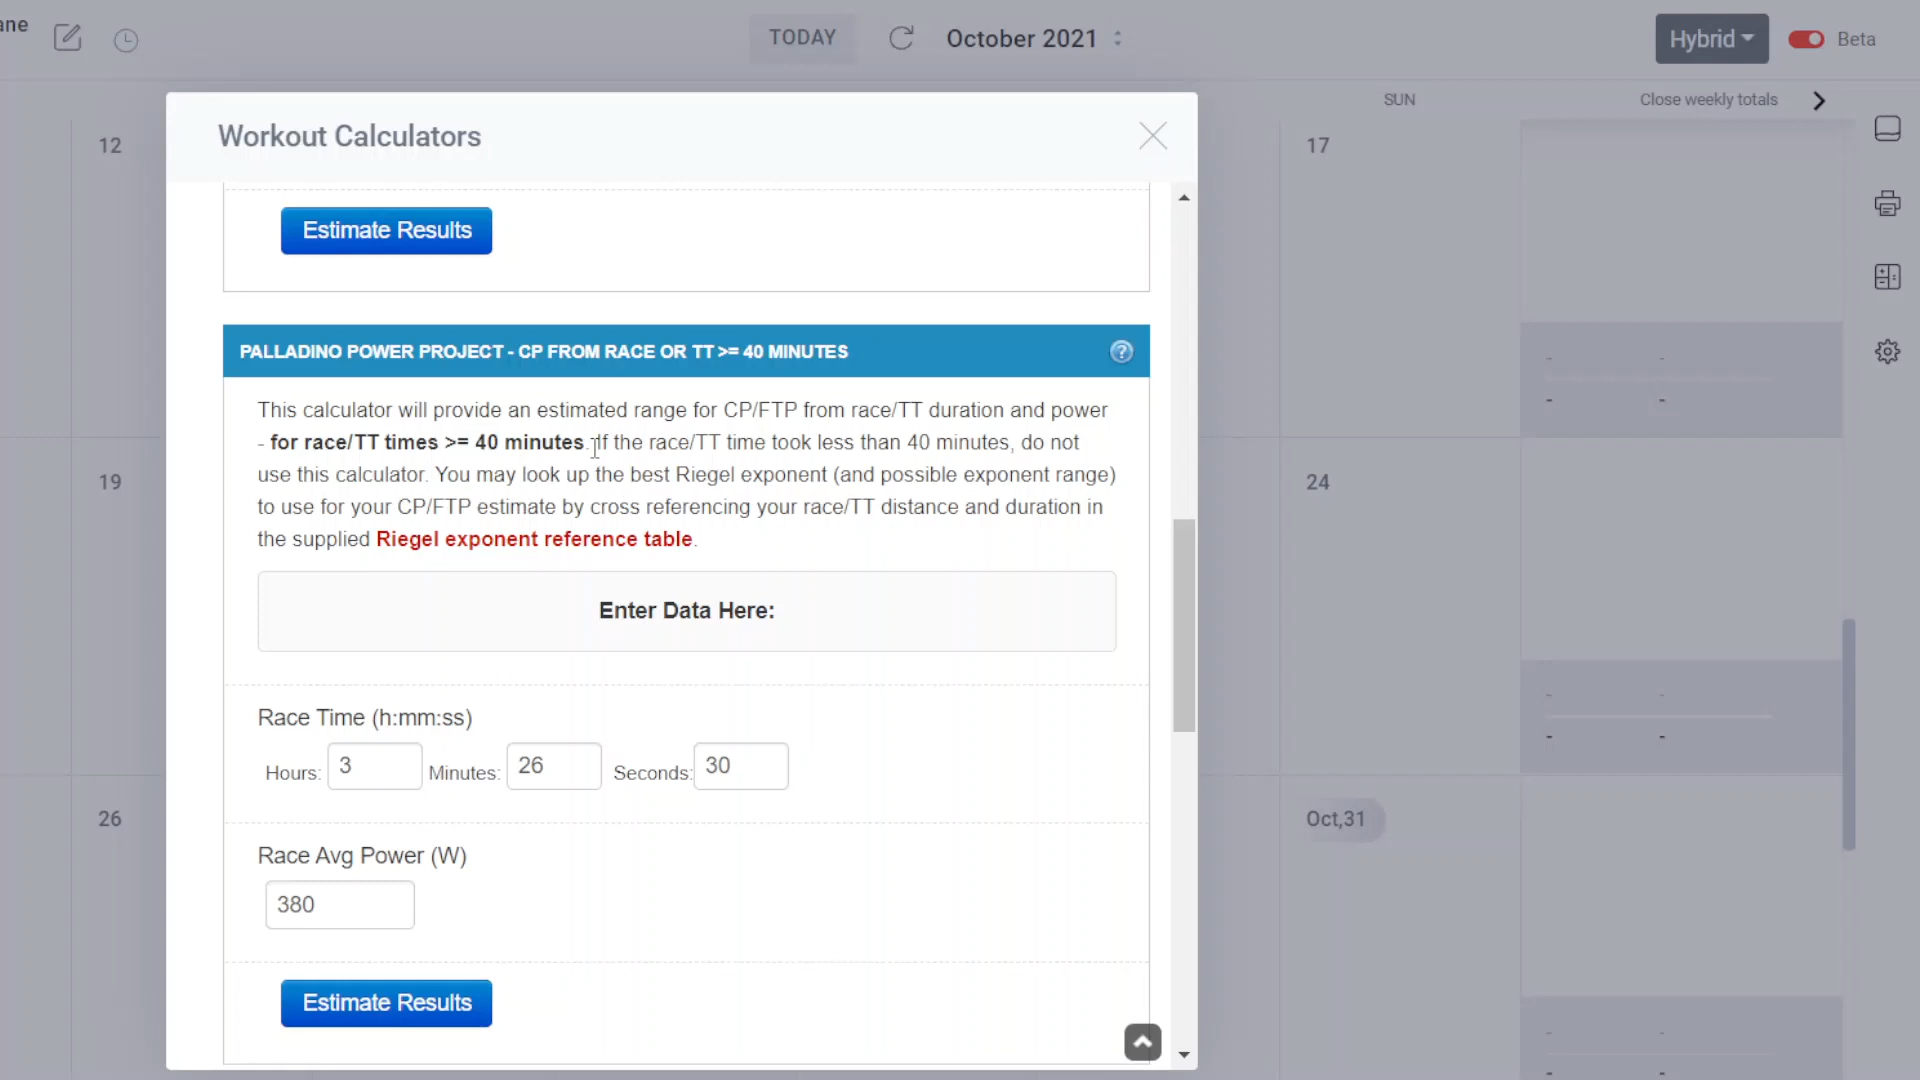 ane
TODAY
October 2021
Hybrid
Beta
SUN
Close weekly totals
12
17
19
24
26
Oct,31
Workout Calculators
Estimate Results
PALLADINO POWER PROJECT - CP FROM RACE OR TT >= 40 MINUTES
This calculator will provide an estimated range for CP/FTP from race/TT duration and power
- for race/TT times >= 40 minutes. If the race/TT time took less than 40 minutes, do not
use this calculator. You may look up the best Riegel exponent (and possible exponent range)
to use for your CP/FTP estimate by cross referencing your race/TT distance and duration in
the supplied Riegel exponent reference table.
Enter Data Here:
Race Time (h:mm:ss)
Hours: 3 Minutes: 26 Seconds: 30
Race Avg Power (W)
380
Estimate Results